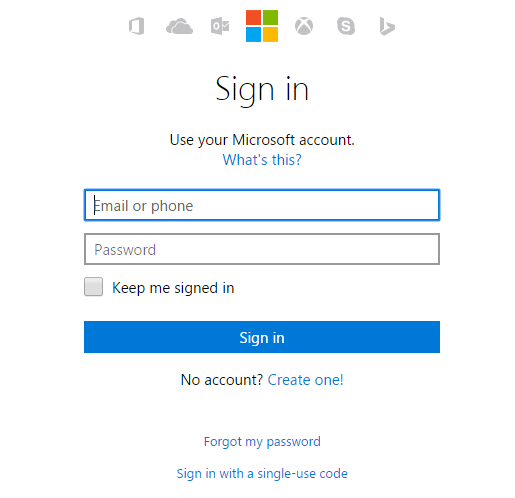 Sign in
Use your Microsoft account.
What's this?
Email or phone
Password
Keep me signed in
Sign in
No account? Create one!
Forgot my password
Sign in with a single-use code